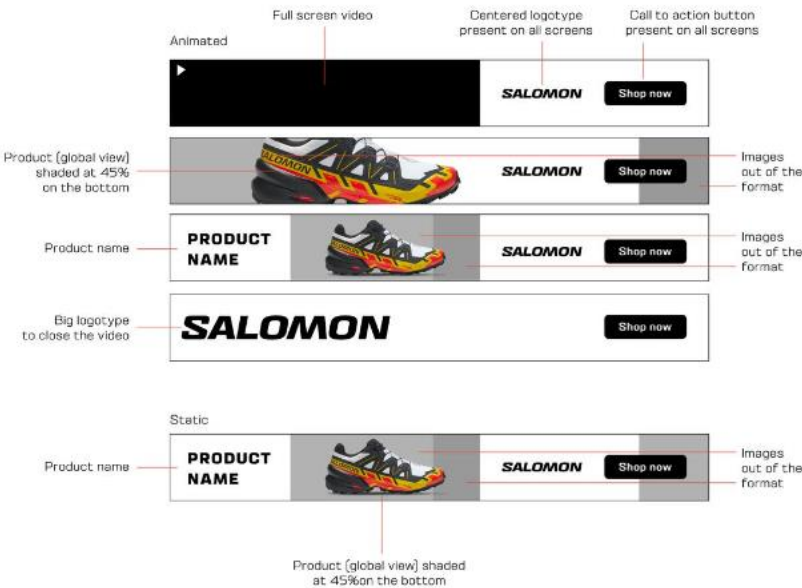 Full screen video
Centered logotype
present on all screens
Call to action button
present on all screens
Animated
SALOMON
Shop now
Product (global view)
shaded at 45%
on the bottom
SALOMON
SALOMON
Shop now
Images
out of the
format
Product name
PRODUCT
NAME
SALOMON
Shop now
Images
out of the
format
Big logotype
to close the video
SALOMON
Shop now
Static
Product name
PRODUCT
NAME
SALOMON
Shop now
Images
out of the
format
Product (global view) shaded
at 45%on the bottom